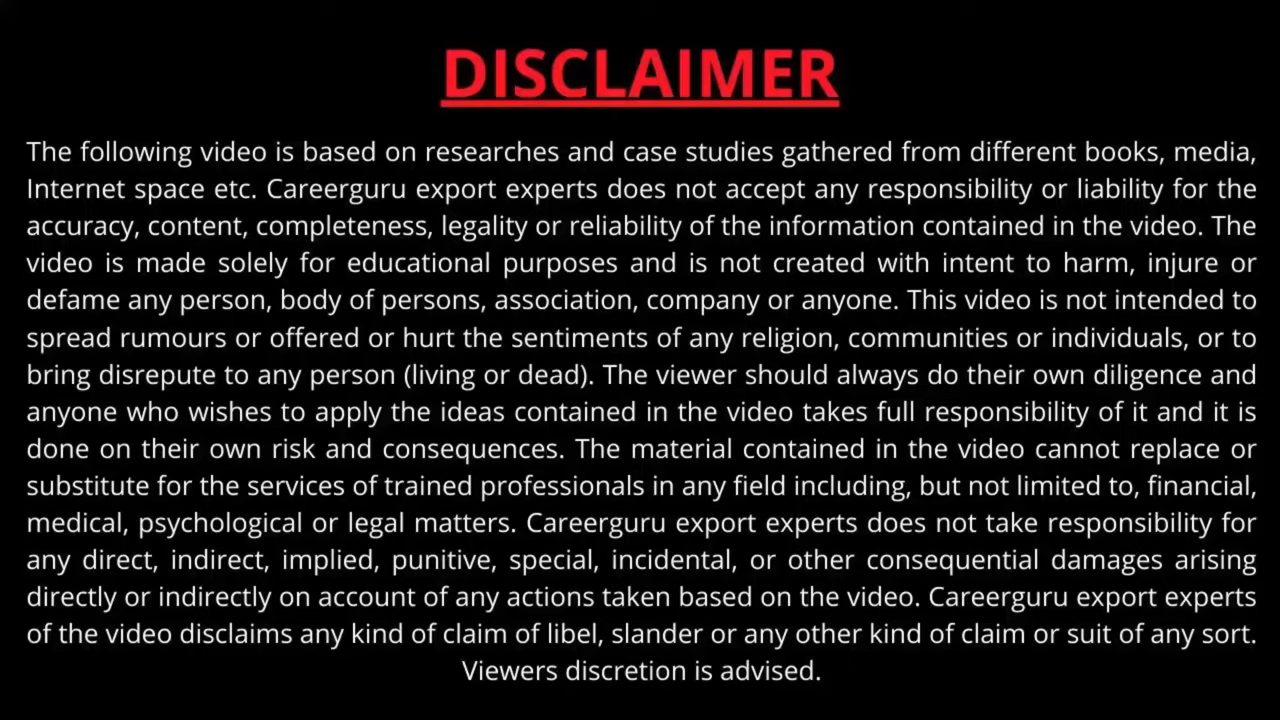 DISCLAIMER
The following video is based on researches and case studies gathered from different books, media,
Internet space etc. Careerguru export experts does not accept any responsibility or liability for the
accuracy, content, completeness, legality or reliability of the information contained in the video. The
video is made solely for educational purposes and is not created with intent to harm, injure or
defame any person, body of persons, association, company or anyone. This video is not intended to
spread rumours or offered or hurt the sentiments of any religion, communities or individuals, or to
bring disrepute to any person (living or dead). The viewer should always do their own diligence and
anyone who wishes to apply the ideas contained in the video takes full responsibility of it and it is
done on their own risk and consequences. The material contained in the video cannot replace or
substitute for the services of trained professionals in any field including, but not limited to, financial,
medical, psychological or legal matters. Careerguru export experts does not take responsibility for
any direct, indirect, implied, punitive, special, incidental, or other consequential damages arising
directly or indirectly on account of any actions taken based on the video. Careerguru export experts
of the video disclaims any kind of claim of libel, slander or any other kind of claim or suit of any sort.
Viewers discretion is advised.